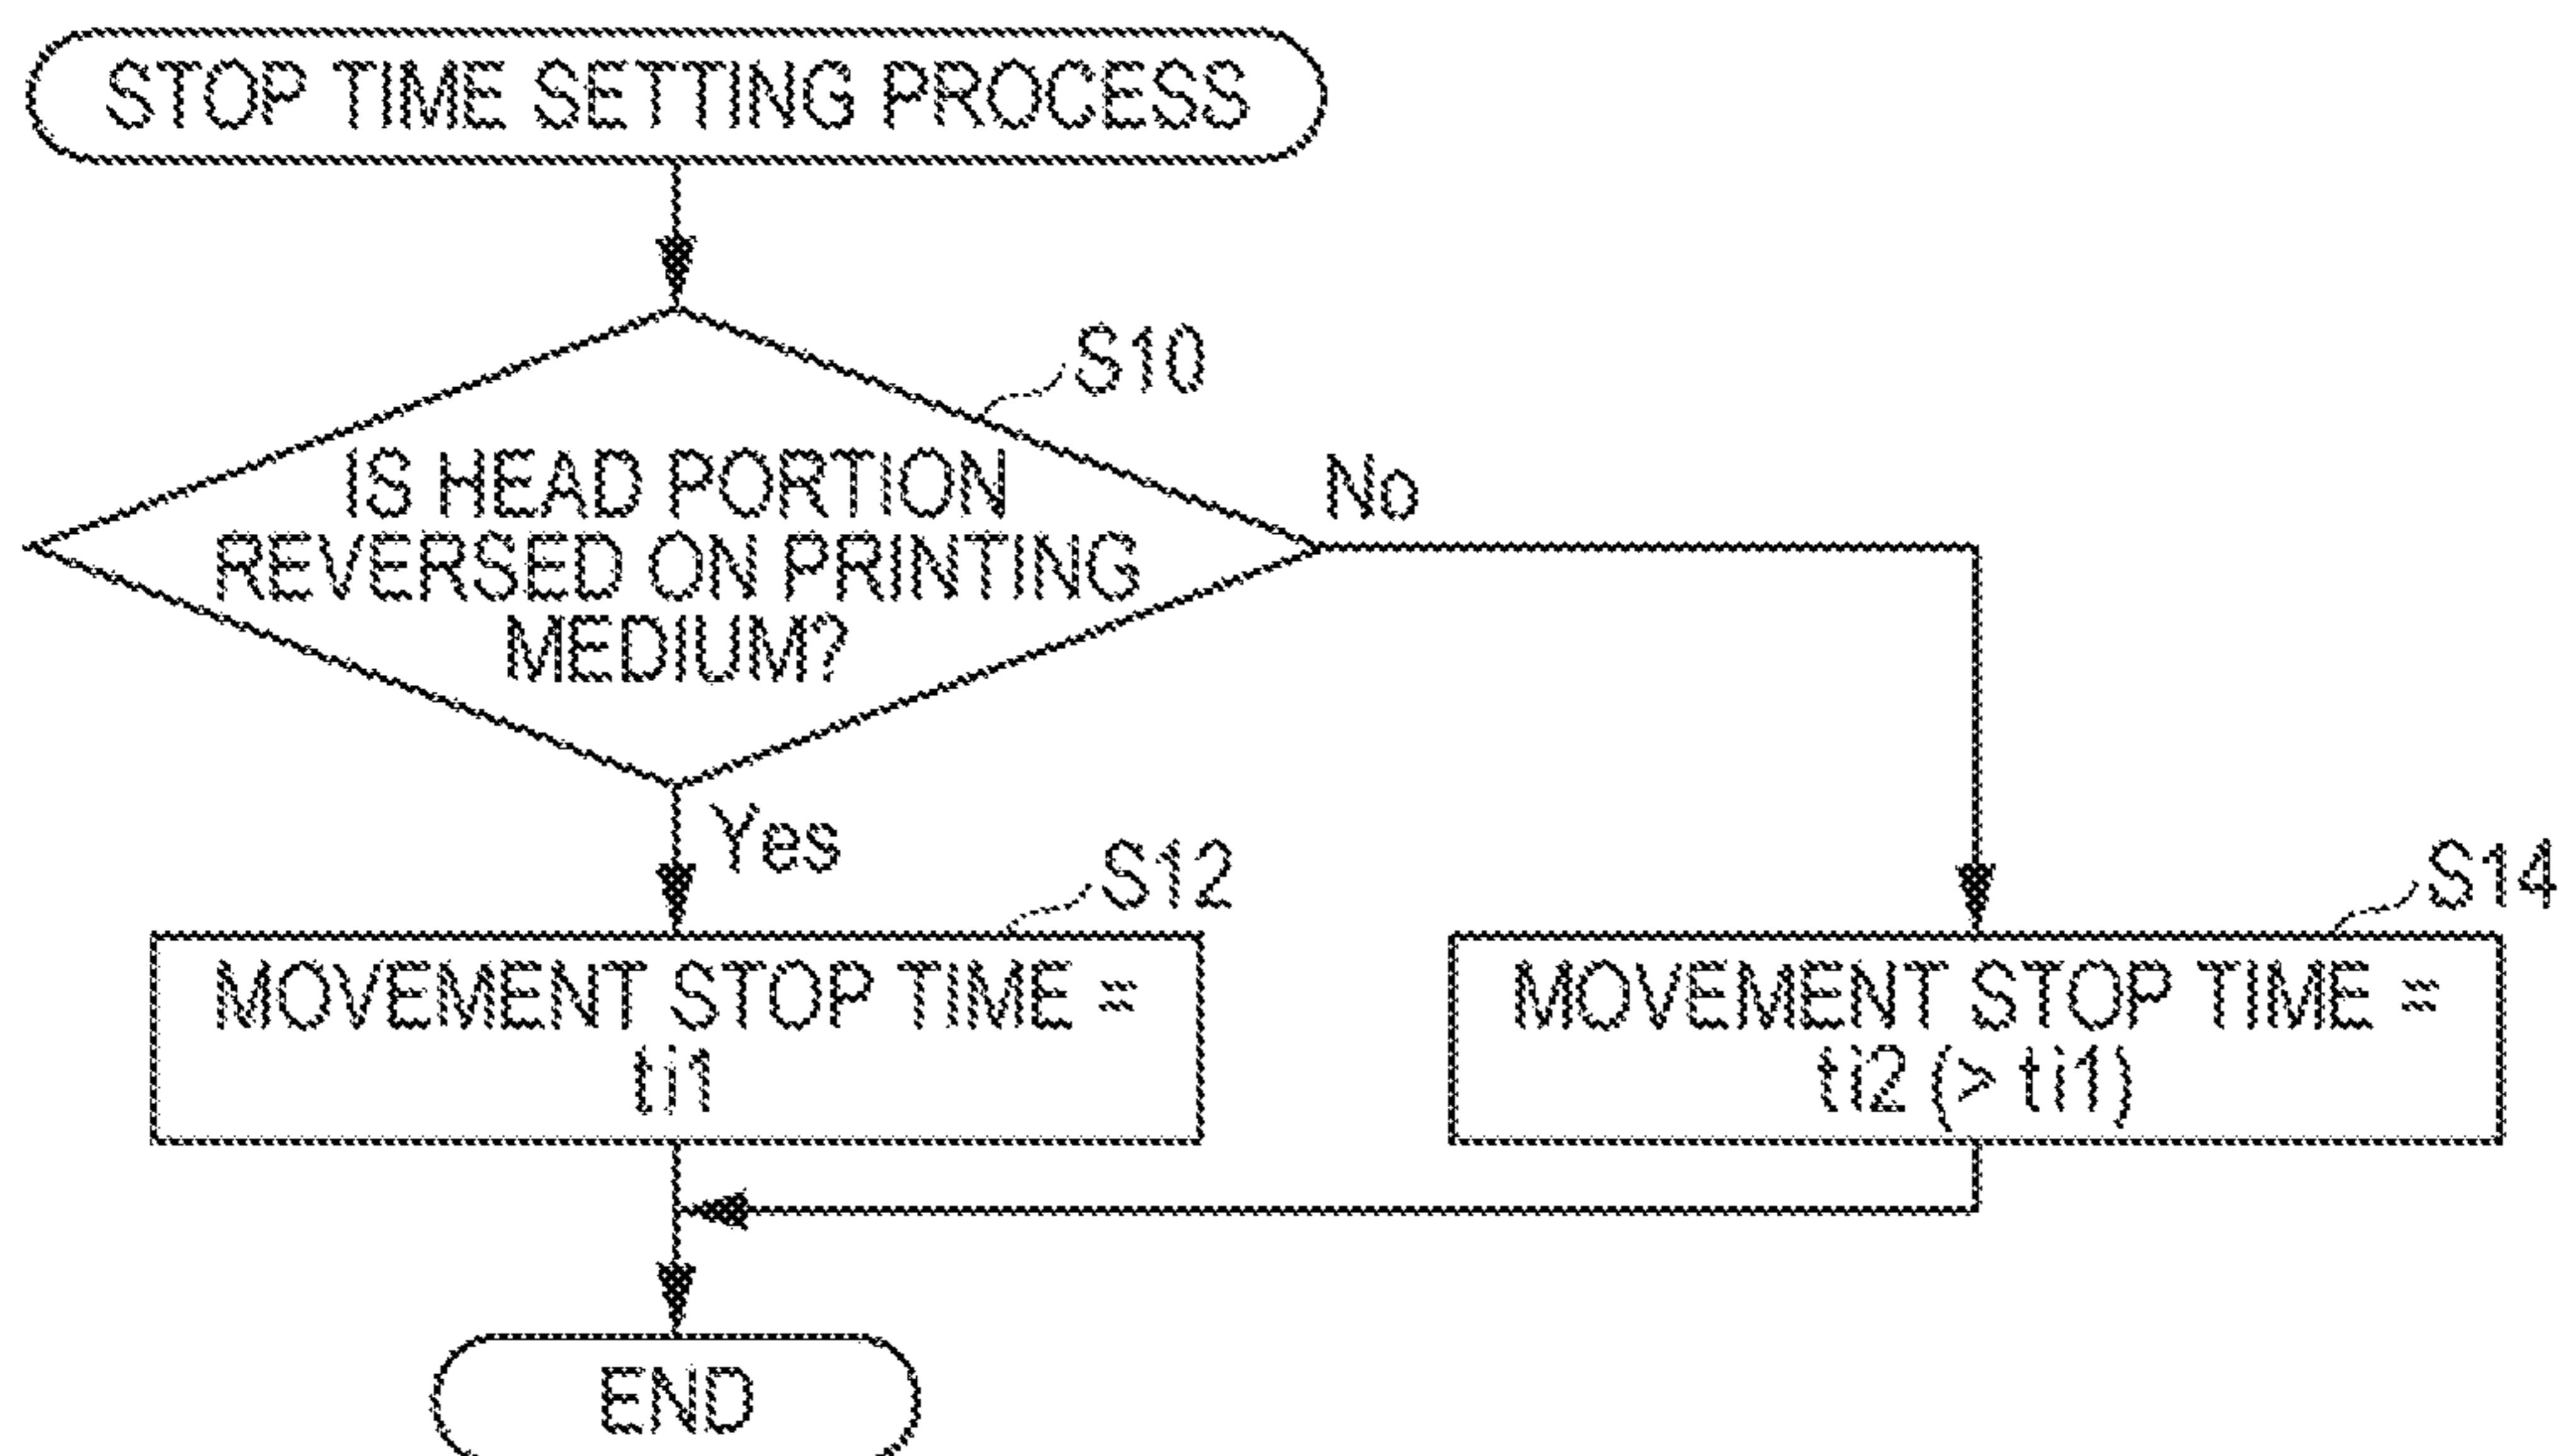 STOP TIME SETTING PROCESS
S10
IS HEAD PORTION
REVERSED ON PRINTING
MEDIUM?
No
Yes
S12
MOVEMENT STOP TIME =
ti1
S14
MOVEMENT STOP TIME =
ti2 (> ti1)
END